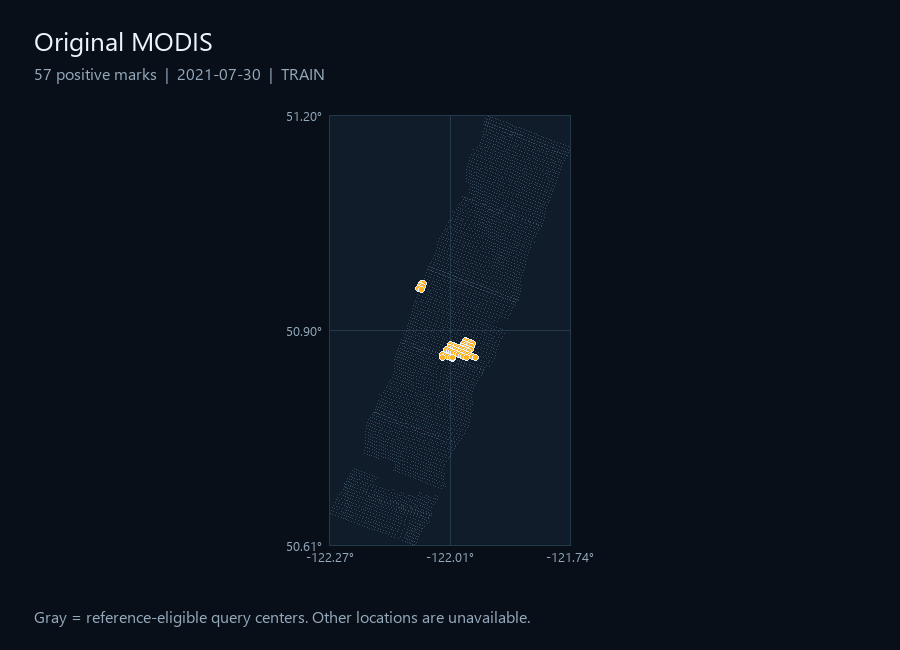 Original MODIS
57 positive marks | 2021-07-30 | TRAIN
51.20°
50.90°
50.61°
-122.27° -122.01° -121.74°
Gray = reference-eligible query centers. Other locations are unavailable.